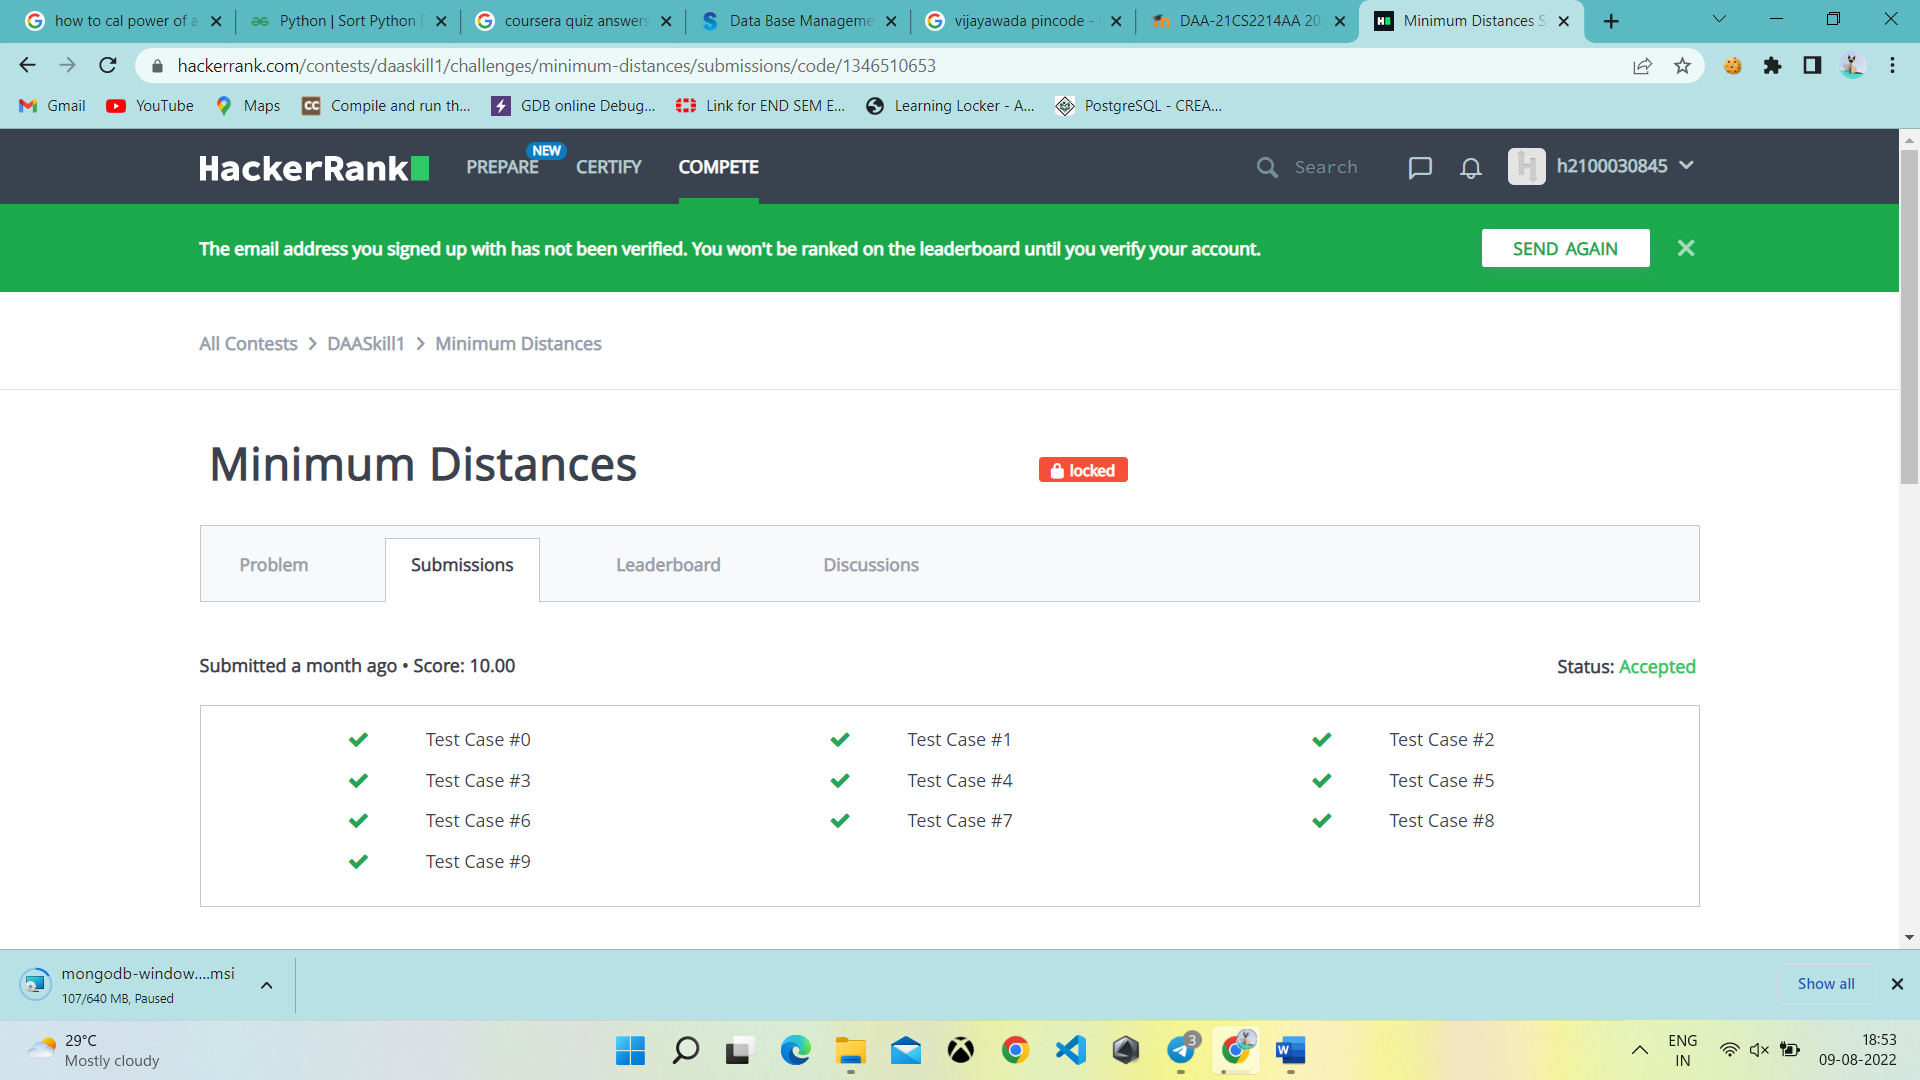 how to cal power of a
Python | Sort Python D
coursera quiz answers
Data Base Manageme
vijayawada pincode -
DAA-21CS2214AA 202
Minimum Distances S
hackerrank.com/contests/daaskill1/challenges/minimum-distances/submissions/code/1346510653
Gmail
YouTube
Maps
CC
Compile and run th...
GDB online Debug...
Link for END SEM E...
Learning Locker - A...
PostgreSQL - CREA...
HackerRank
PREPARE
NEW
CERTIFY
COMPETE
Search
h2100030845
The email address you signed up with has not been verified. You won't be ranked on the leaderboard until you verify your account.
SEND AGAIN
All Contests > DAASkill1 > Minimum Distances
Minimum Distances
locked
Problem
Submissions
Leaderboard
Discussions
Submitted a month ago • Score: 10.00
Status: Accepted
Test Case #0
Test Case #1
Test Case #2
Test Case #3
Test Case #4
Test Case #5
Test Case #6
Test Case #7
Test Case #8
Test Case #9
mongodb-window....msi
107/640 MB, Paused
Show all
29°C
Mostly cloudy
3
ENG
IN
18:53
09-08-2022